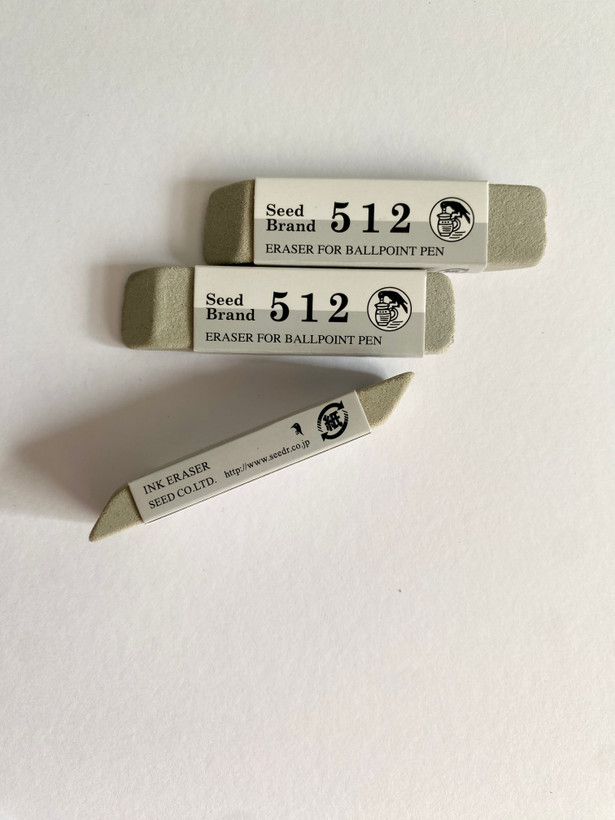 Seed
Brand 512
ERASER FOR BALLPOINT PEN
Seed
Brand 512
ERASER FOR BALLPOINT PEN
INK ERASER
SEED CO.LTD. http://www.seedr.co.jp
紙